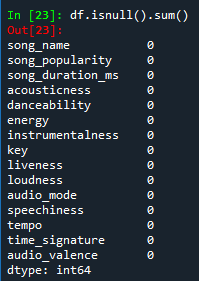 In [23]: df.isnull().sum()
Out[23]:
song_name 0
song_popularity 0
song_duration_ms 0
acousticness 0
danceability 0
energy 0
instrumentalness 0
key 0
liveness 0
loudness 0
audio_mode 0
speechiness 0
tempo 0
time_signature 0
audio_valence 0
dtype: int64